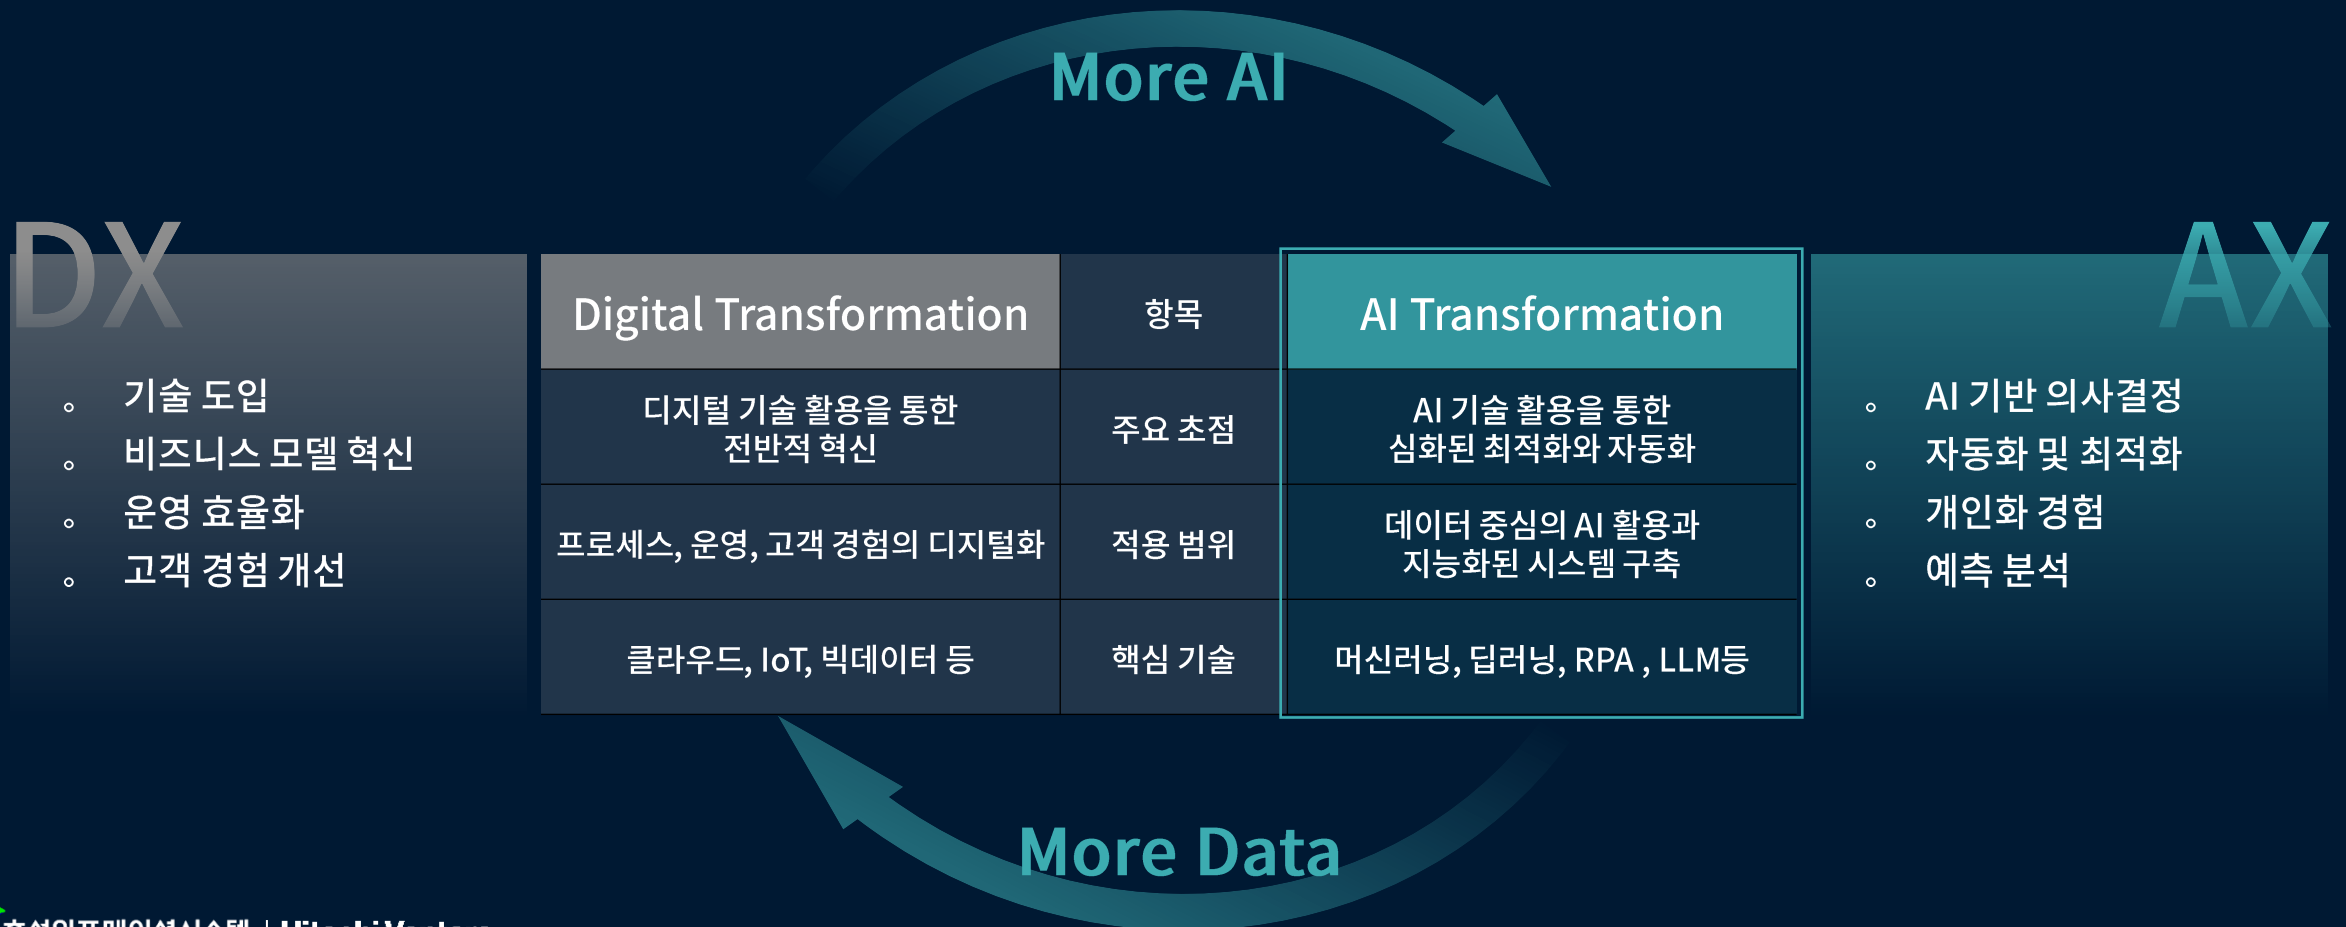 More AI
DX
기술 도입
비즈니스 모델 혁신
운영 효율화
고객 경험 개선
Digital Transformation
항목
AI Transformation
디지털 기술 활용을 통한
전반적 혁신
주요 초점
AI 기술 활용을 통한
심화된 최적화와 자동화
프로세스, 운영, 고객 경험의 디지털화
적용 범위
데이터 중심의 AI 활용과
지능화된 시스템 구축
클라우드, IoT, 빅데이터 등
핵심 기술
머신러닝, 딥러닝, RPA , LLM등
AX
AI 기반 의사결정
자동화 및 최적화
개인화 경험
예측 분석
More Data